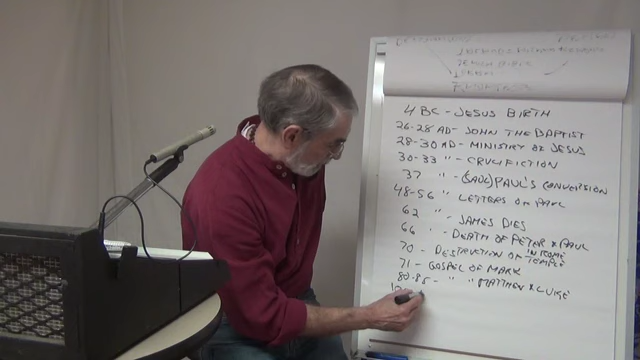 4 BC - JESUS BIRTH
26-28 AD - JOHN THE BAPTIST
28-30 AD - MINISTRY OF JESUS
30-33 " - CRUCIFICTION
37 " - (SAUL) PAUL'S CONVERSION
48-56 " LETTERS ON PAUL
62 " - JAMES DIES
66 " - DEATH OF PETER & PAUL IN ROME
70 - DESTRUCTION OF TEMPLE
71 - GOSPEL OF MARK
80-85 - " " MATTHEW & LUKE